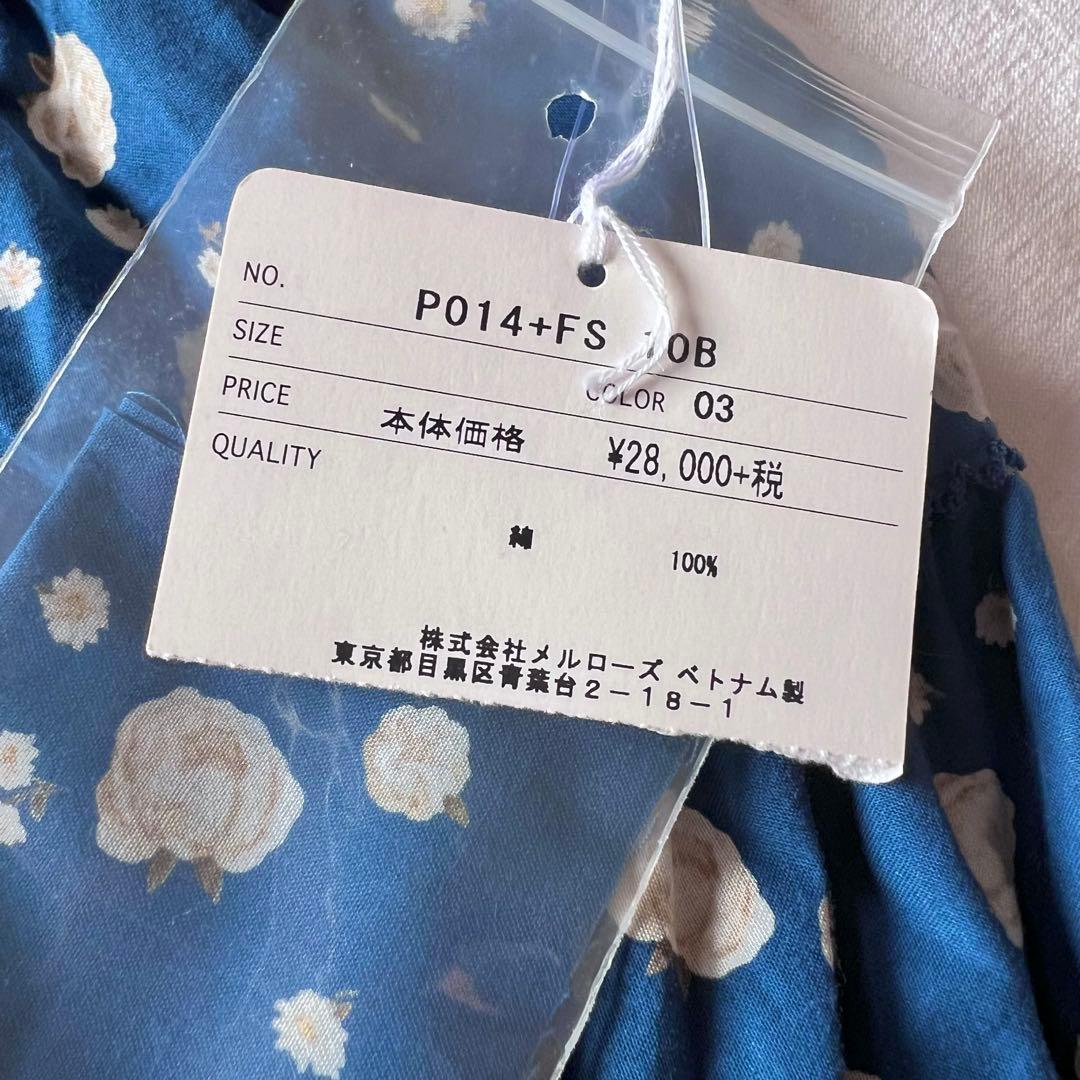 NO. P014+FS 10B
SIZE COLOR 03
PRICE 本体価格 ¥28,000+税
QUALITY
綿 100%
株式会社メルローズ ベトナム製
東京都目黒区青葉台2-18-1